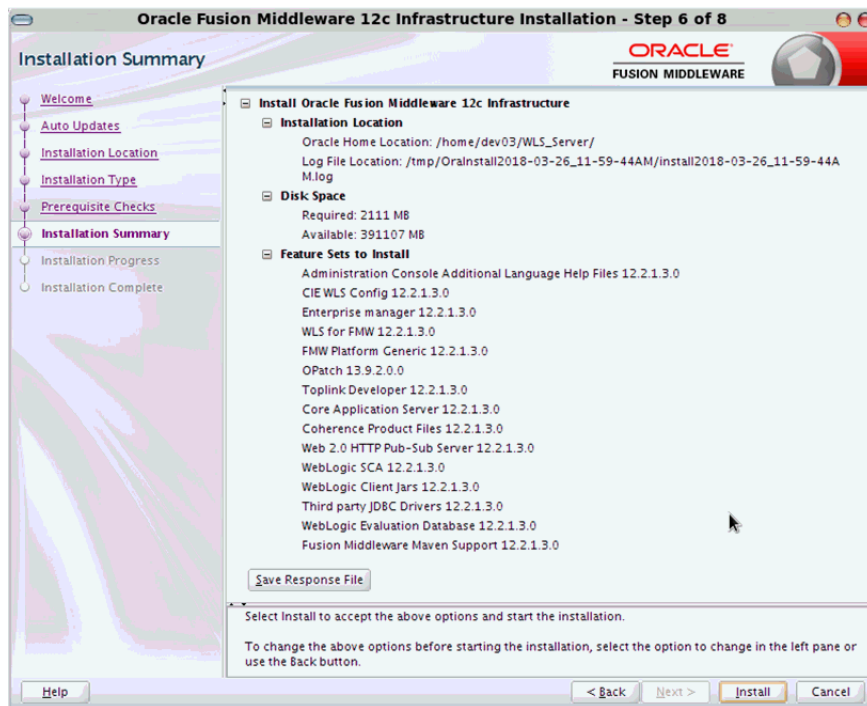 Oracle Fusion Middleware 12c Infrastructure Installation - Step 6 of 8
Installation Summary
ORACLE
FUSION MIDDLEWARE
Welcome
Auto Updates
Installation Location
Installation Type
Prerequisite Checks
Installation Summary
Installation Progress
Installation Complete
Install Oracle Fusion Middleware 12c Infrastructure
Installation Location
Oracle Home Location: /home/dev03/WLS_Server/
Log File Location: /tmp/OraInstall2018-03-26_11-59-44AM/install2018-03-26_11-59-44A
M.log
Disk Space
Required: 2111 MB
Available: 391107 MB
Feature Sets to Install
Administration Console Additional Language Help Files 12.2.1.3.0
CIE WLS Config 12.2.1.3.0
Enterprise manager 12.2.1.3.0
WLS for FMW 12.2.1.3.0
FMW Platform Generic 12.2.1.3.0
OPatch 13.9.2.0.0
Toplink Developer 12.2.1.3.0
Core Application Server 12.2.1.3.0
Coherence Product Files 12.2.1.3.0
Web 2.0 HTTP Pub-Sub Server 12.2.1.3.0
WebLogic SCA 12.2.1.3.0
WebLogic Client Jars 12.2.1.3.0
Third party JDBC Drivers 12.2.1.3.0
WebLogic Evaluation Database 12.2.1.3.0
Fusion Middleware Maven Support 12.2.1.3.0
Save Response File
Select Install to accept the above options and start the installation.
To change the above options before starting the installation, select the option to change in the left pane or
use the Back button.
Help
< Back
Next >
Install
Cancel